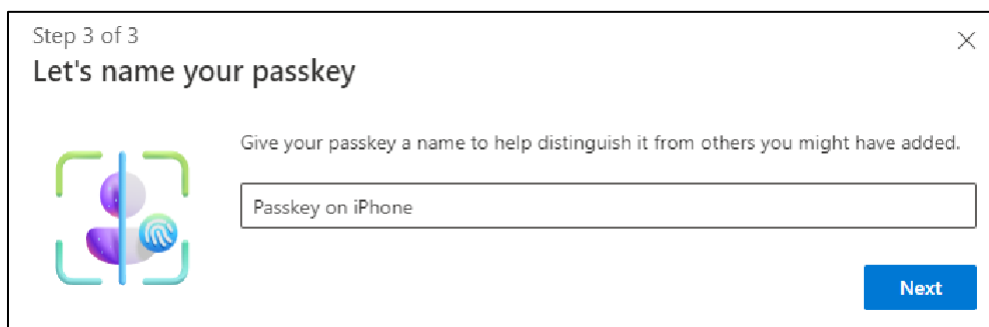 Step 3 of 3
Let's name your passkey
Give your passkey a name to help distinguish it from others you might have added.
Passkey on iPhone
Next